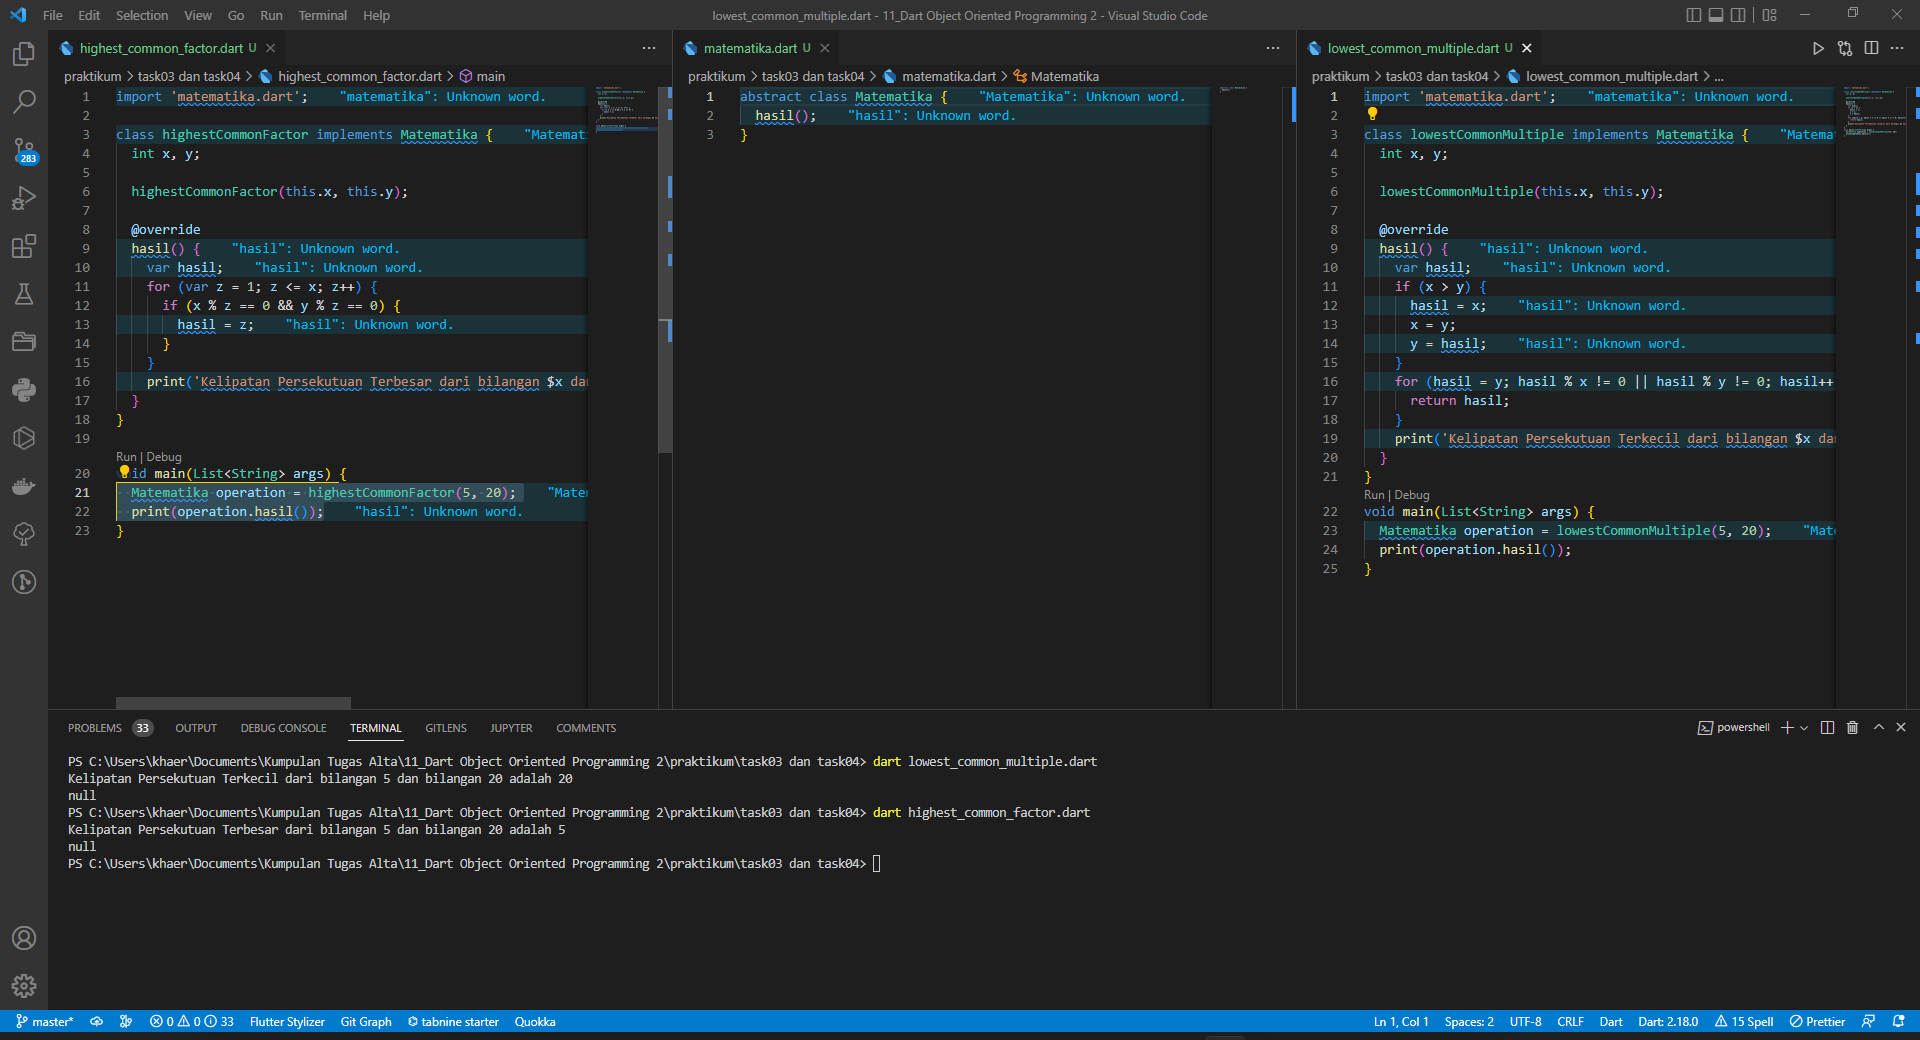 File Edit Selection View Go Run Terminal Help
lowest_common_multiple.dart - 11_Dart Object Oriented Programming 2 - Visual Studio Code
highest_common_factor.dart U
praktikum > task03 dan task04 > highest_common_factor.dart > main
1 import 'matematika.dart'; "matematika": Unknown word.
2
3 class highestCommonFactor implements Matematika { "Matemat
4 int x, y;
5
6 highestCommonFactor(this.x, this.y);
7
8 @override
9 hasil() { "hasil": Unknown word.
10 var hasil; "hasil": Unknown word.
11 for (var z = 1; z <= x; z++) {
12 if (x % z == 0 && y % z == 0) {
13 hasil = z; "hasil": Unknown word.
14 }
15 }
16 print('Kelipatan Persekutuan Terbesar dari bilangan $x dan
17 }
18 }
19
Run | Debug
20 void main(List<String> args) {
21 Matematika operation = highestCommonFactor(5, 20); "Matem
22 print(operation.hasil()); "hasil": Unknown word.
23 }
matematika.dart U
praktikum > task03 dan task04 > matematika.dart > Matematika
1 abstract class Matematika { "Matematika": Unknown word.
2 hasil(); "hasil": Unknown word.
3 }
lowest_common_multiple.dart U
praktikum > task03 dan task04 > lowest_common_multiple.dart > ...
1 import 'matematika.dart'; "matematika": Unknown word.
2
3 class lowestCommonMultiple implements Matematika { "Matema
4 int x, y;
5
6 lowestCommonMultiple(this.x, this.y);
7
8 @override
9 hasil() { "hasil": Unknown word.
10 var hasil; "hasil": Unknown word.
11 if (x > y) {
12 hasil = x; "hasil": Unknown word.
13 x = y;
14 y = hasil; "hasil": Unknown word.
15 }
16 for (hasil = y; hasil % x != 0 || hasil % y != 0; hasil++
17 return hasil;
18 }
19 print('Kelipatan Persekutuan Terkecil dari bilangan $x da
20 }
21 }
Run | Debug
22 void main(List<String> args) {
23 Matematika operation = lowestCommonMultiple(5, 20); "Mate
24 print(operation.hasil());
25 }
283
PROBLEMS 33 OUTPUT DEBUG CONSOLE TERMINAL GITLENS JUPYTER COMMENTS
powershell
PS C:\Users\khaer\Documents\Kumpulan Tugas Alta\11_Dart Object Oriented Programming 2\praktikum\task03 dan task04> dart lowest_common_multiple.dart
Kelipatan Persekutuan Terkecil dari bilangan 5 dan bilangan 20 adalah 20
null
PS C:\Users\khaer\Documents\Kumpulan Tugas Alta\11_Dart Object Oriented Programming 2\praktikum\task03 dan task04> dart highest_common_factor.dart
Kelipatan Persekutuan Terbesar dari bilangan 5 dan bilangan 20 adalah 5
null
PS C:\Users\khaer\Documents\Kumpulan Tugas Alta\11_Dart Object Oriented Programming 2\praktikum\task03 dan task04>
master* 0 0 33 Flutter Stylizer Git Graph tabnine starter Quokka
Ln 1, Col 1 Spaces: 2 UTF-8 CRLF Dart Dart: 2.18.0 15 Spell Prettier